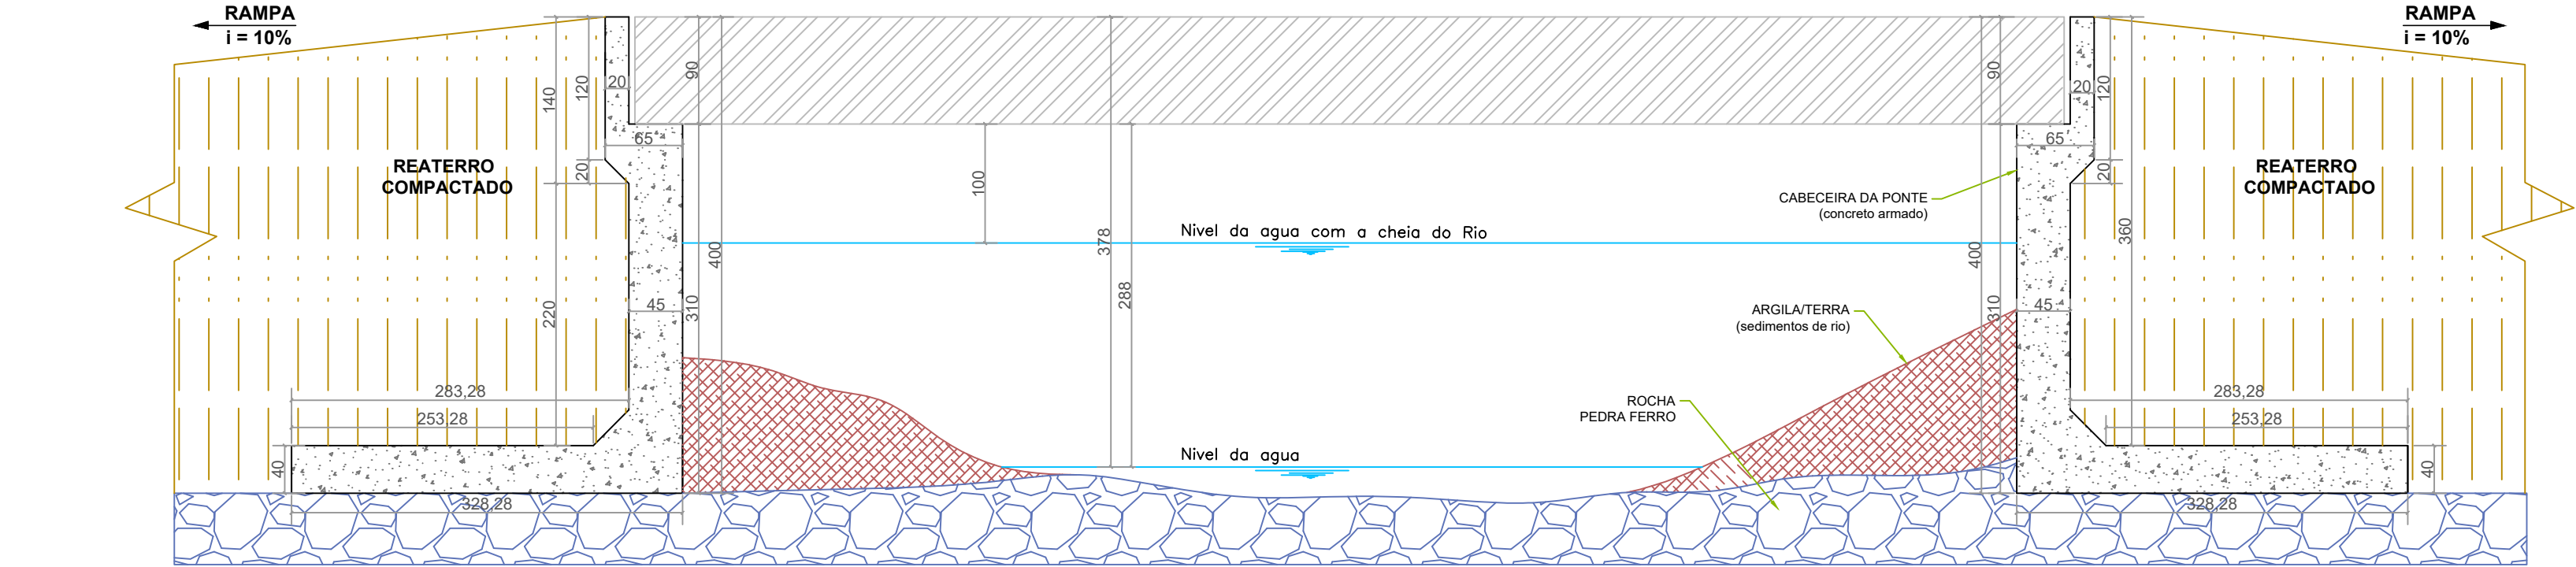 RAMPA
i = 10%
RAMPA
i = 10%
140
120
20
90
90
20
120
65
65
REATERRO
COMPACTADO
REATERRO
COMPACTADO
20
100
CABECEIRA DA PONTE
(concreto armado)
20
Nivel da agua com a cheia do Rio
400
378
400
360
220
45
310
288
ARGILA/TERRA
(sedimentos de rio)
310
45
283,28
253,28
ROCHA
PEDRA FERRO
283,28
253,28
40
Nivel da agua
40
328,28
328,28